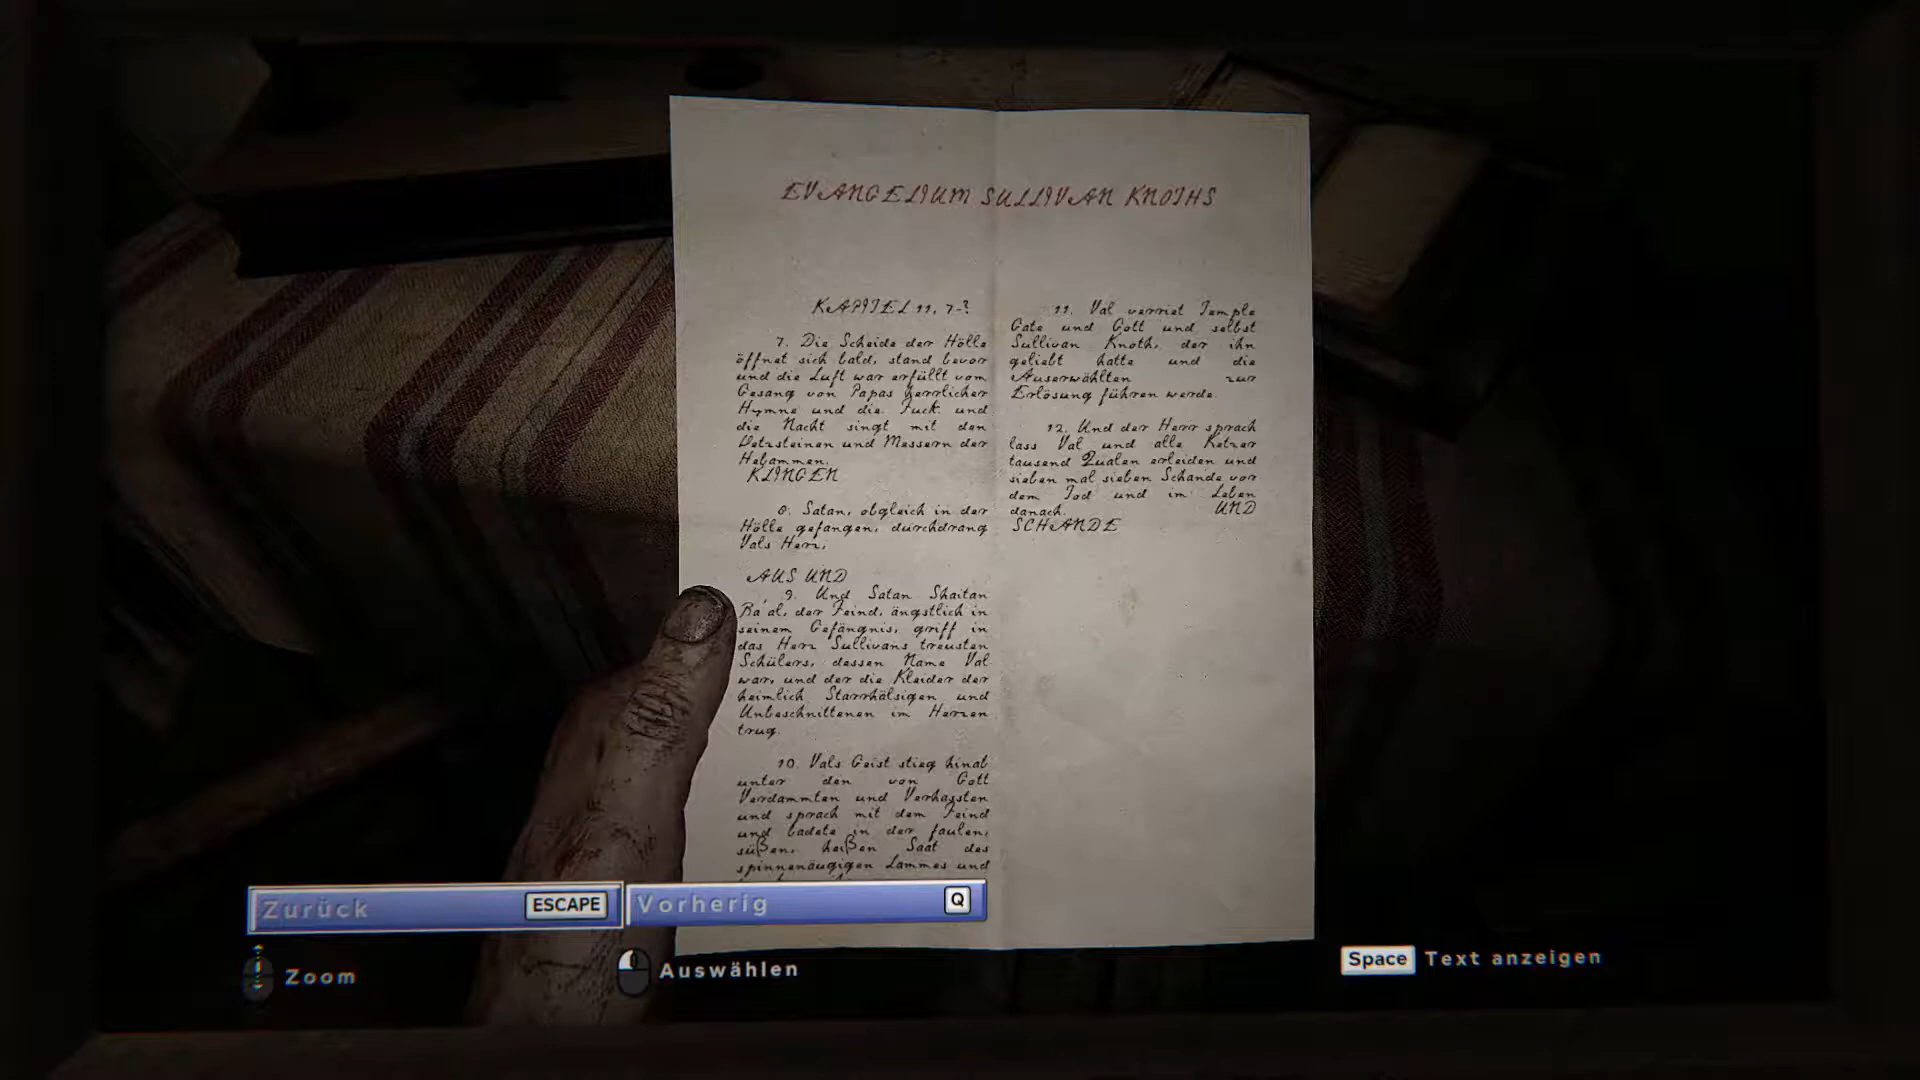 EVANGELIUM SULLIVAN KNOTHS
KAPITEL 11, 7-?
7. Die Scheide der Hölle
öffnet sich bald, stand bevor
und die Luft war erfüllt vom
Gesang von Papas herrlicher
Hymne und die Fuck und
die Nacht singt mit den
Wetzsteinen und Messern der
Hebammen.
KLINGEN
8. Satan, obgleich in der
Hölle gefangen, durchdrang
Vals Herz,
AUS UND
9. Und Satan Shaitan
Ba'al, der Feind, ängstlich in
seinem Gefängnis, griff in
das Herz Sullivans treusten
Schülers, dessen Name Val
war, und der die Kleider der
heimlich Starrhälsigen und
Unbeschnittenen im Herzen
trug.
10 Vals Geist stieg hinab
unter den von Gott
Verdammten und Verhassten
und sprach mit dem Feind
und badete in der faulen,
süßen, heißen Saat des
spinnenäugigen Lammes und
11. Val verriet Temple
Gate und Gott und selbst
Sullivan Knoth, der ihn
geliebt hatte und die
Auserwählten zur
Erlösung führen werde.
12. Und der Herr sprach
lass Val und alle Ketzer
tausend Qualen erleiden und
sieben mal sieben Schande vor
dem Tod und im Leben
danach. UND
SCHANDE
Zurück ESCAPE Vorherig Q
Zoom Auswählen Space Text anzeigen